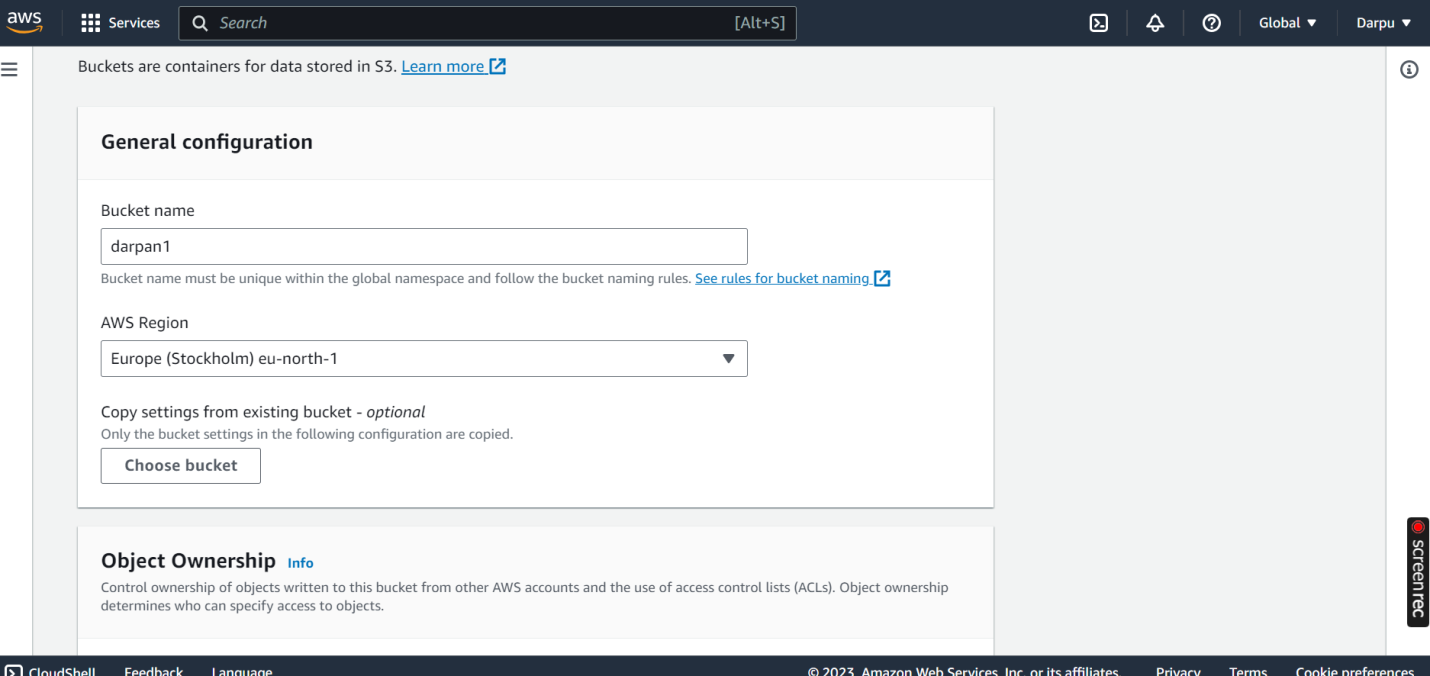 aws Services Search [Alt+S] Global Darpu
Buckets are containers for data stored in S3. Learn more
General configuration
Bucket name
darpan1
Bucket name must be unique within the global namespace and follow the bucket naming rules. See rules for bucket naming
AWS Region
Europe (Stockholm) eu-north-1
Copy settings from existing bucket - optional
Only the bucket settings in the following configuration are copied.
Choose bucket
Object Ownership Info
Control ownership of objects written to this bucket from other AWS accounts and the use of access control lists (ACLs). Object ownership
determines who can specify access to objects.
screenrec
CloudShell Feedback Language © 2023, Amazon Web Services, Inc. or its affiliates. Privacy Terms Cookie preferences